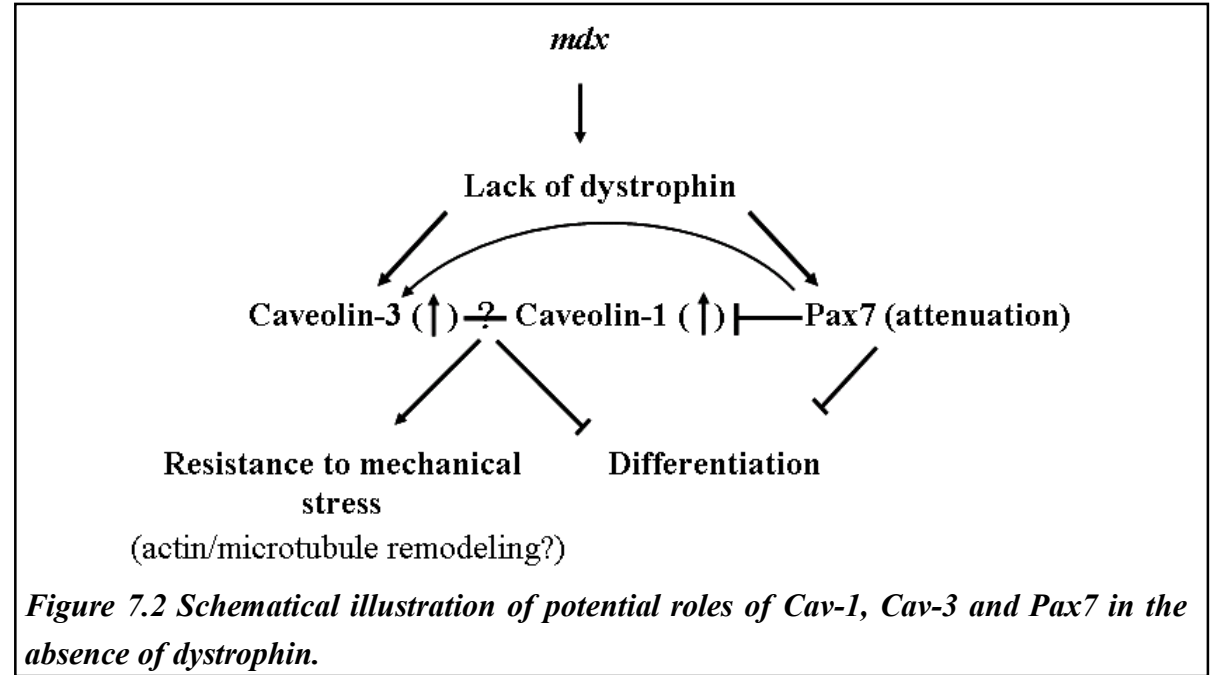 mdx
Lack of dystrophin
Caveolin-3 (↑) ? Caveolin-1 (↑) Pax7 (attenuation)
Resistance to mechanical Differentiation
stress
(actin/microtubule remodeling?)
Figure 7.2 Schematical illustration of potential roles of Cav-1, Cav-3 and Pax7 in the
absence of dystrophin.